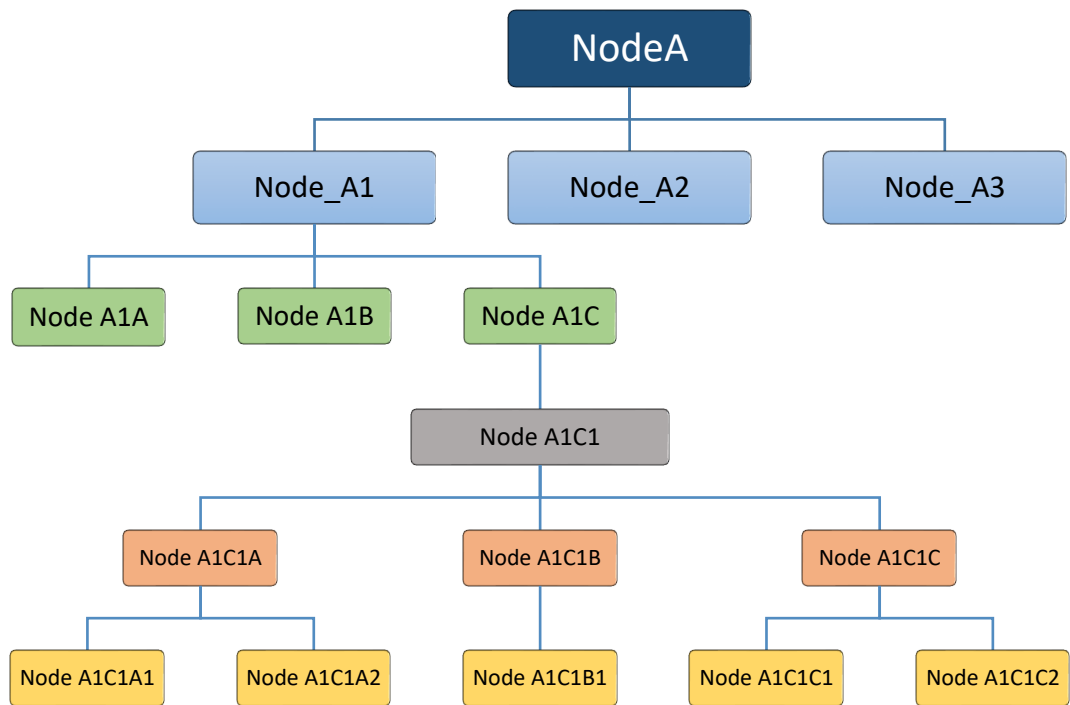 NodeA
Node_A1
Node_A2
Node_A3
Node A1A
Node A1B
Node A1C
Node A1C1
Node A1C1A
Node A1C1B
Node A1C1C
Node A1C1A1
Node A1C1A2
Node A1C1B1
Node A1C1C1
Node A1C1C2